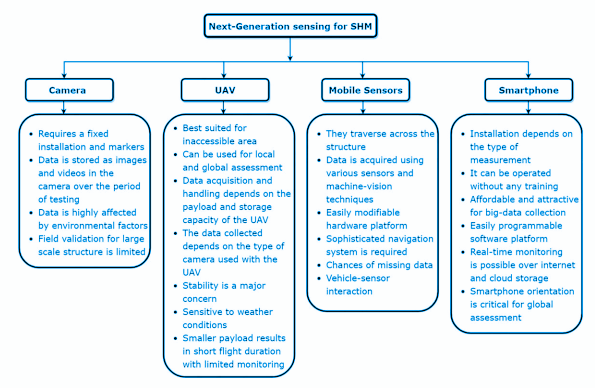 Next-Generation sensing for SHM
Camera
UAV
Mobile Sensors
Smartphone
• Requires a fixed
installation and markers
• Data is stored as images
and videos in the
camera over the period
of testing
• Data is highly affected
by environmental factors
• Field validation for large
scale structure is limited
• Best suited for
inaccessible area
• Can be used for local
and global assessment
• Data acquisition and
handling depends on the
payload and storage
capacity of the UAV
• The data collected
depends on the type of
camera used with the
UAV
• Stability is a major
concern
• Sensitive to weather
conditions
• Smaller payload results
in short flight duration
with limited monitoring
• They traverse across the
structure
• Data is acquired using
various sensors and
machine-vision
techniques
• Easily modifiable
hardware platform
• Sophisticated navigation
system is required
• Chances of missing data
• Vehicle-sensor
interaction
• Installation depends on
the type of
measurement
• It can be operated
without any training
• Affordable and attractive
for big-data collection
• Easily programmable
software platform
• Real-time monitoring
is possible over internet
and cloud storage
• Smartphone orientation
is critical for global
assessment